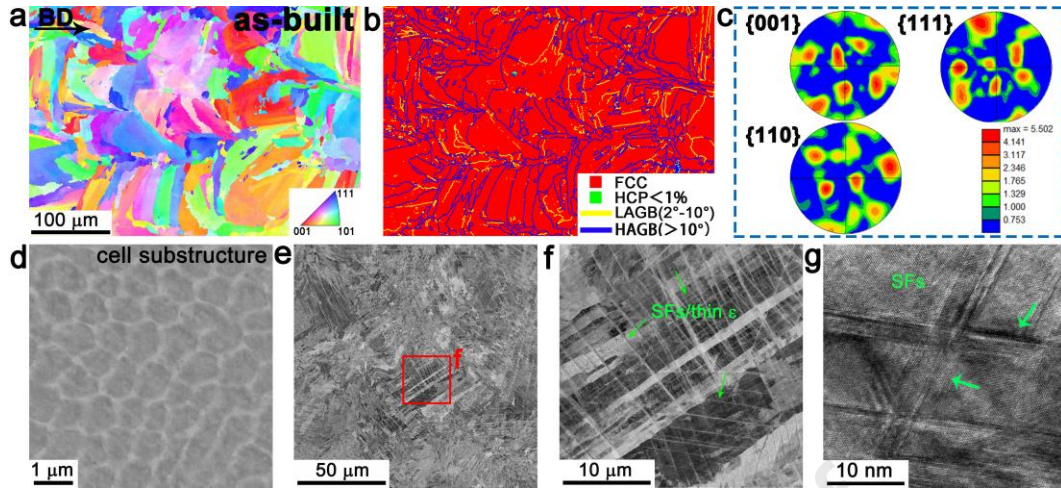 a
BD
as-built
100 μm
111
001
101
b
FCC
HCP<1%
LAGB(2°-10°)
HAGB(>10°)
c
{001}
{111}
{110}
max = 5.502
4.141
3.117
2.346
1.765
1.329
1.000
0.753
d
cell substructure
1 μm
e
f
50 μm
f
SFs/thin ε
10 μm
g
SFs
10 nm